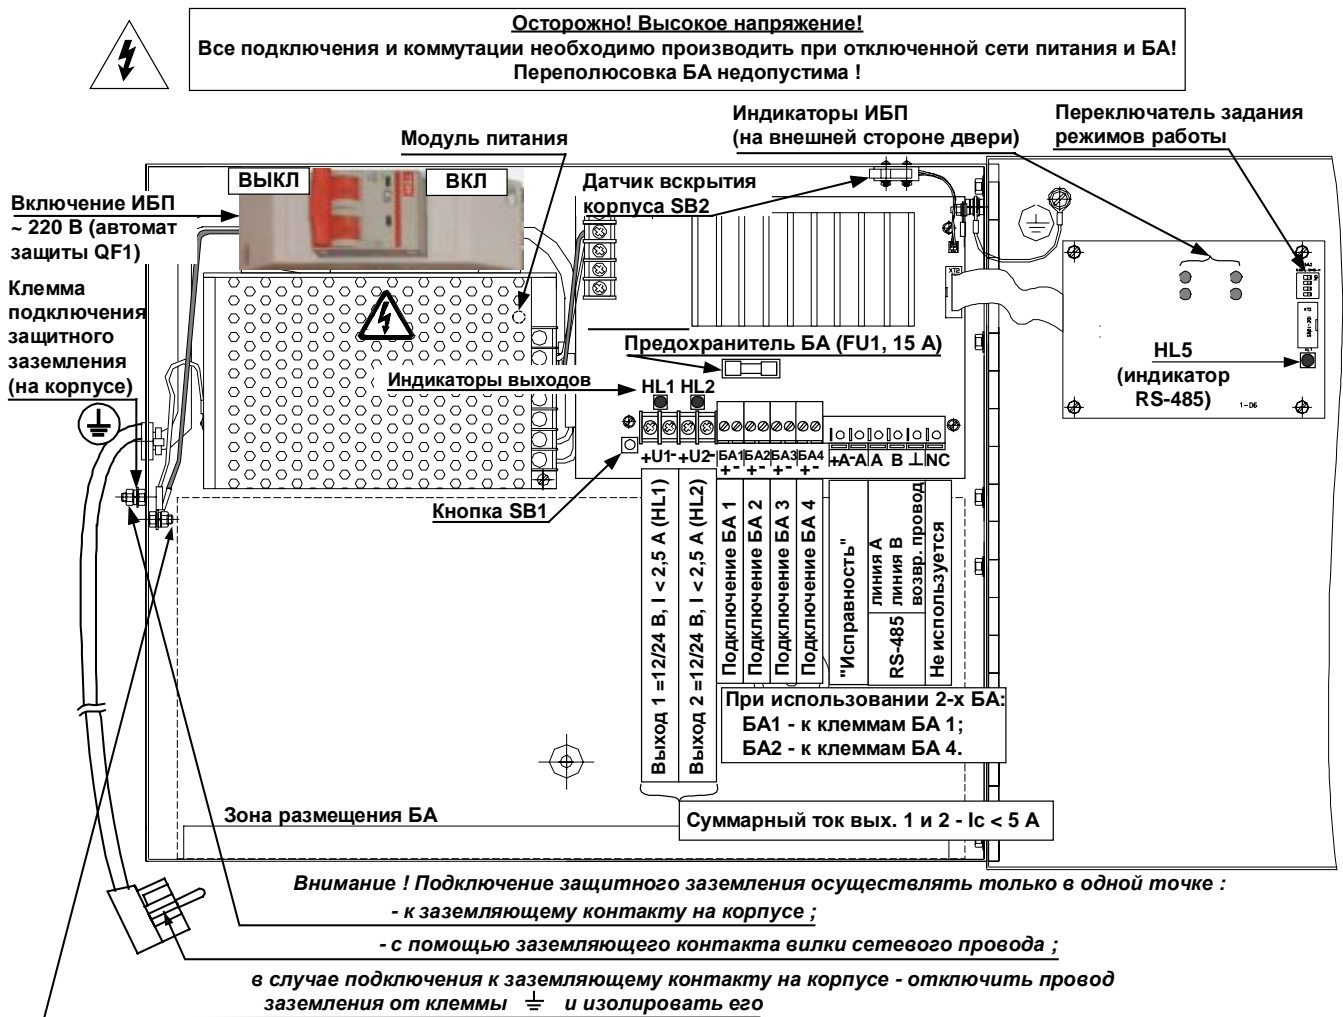 Осторожно! Высокое напряжение!
Все подключения и коммутации необходимо производить при отключенной сети питания и БА!
Переполюсовка БА недопустима !
Индикаторы ИБП
(на внешней стороне двери)
Переключатель задания
режимов работы
Модуль питания
ВЫКЛ
ВКЛ
Датчик вскрытия
корпуса SB2
Включение ИБП
~ 220 В (автомат
защиты QF1)
Клемма
подключения
защитного
заземления
(на корпусе)
Предохранитель БА (FU1, 15 А)
HL5
(индикатор
RS-485)
1-D6
Индикаторы выходов
HL1 HL2
+U1- +U2- БА1 БА2 БА3 БА4 +А -А А В ⊥ NC
+ - + - + - + -
Кнопка SB1
Выход 1 =12/24 В, I < 2,5 А (HL1)
Выход 2 =12/24 В, I < 2,5 А (HL2)
Подключение БА 1
Подключение БА 2
Подключение БА 3
Подключение БА 4
"Исправность"
RS-485
линия А
линия В
возвр. провод
Не используется
При использовании 2-х БА:
БА1 - к клеммам БА 1;
БА2 - к клеммам БА 4.
Зона размещения БА
Суммарный ток вых. 1 и 2 - Iс < 5 А
Внимание ! Подключение защитного заземления осуществлять только в одной точке :
- к заземляющему контакту на корпусе ;
- с помощью заземляющего контакта вилки сетевого провода ;
в случае подключения к заземляющему контакту на корпусе - отключить провод
заземления от клеммы ⏚ и изолировать его